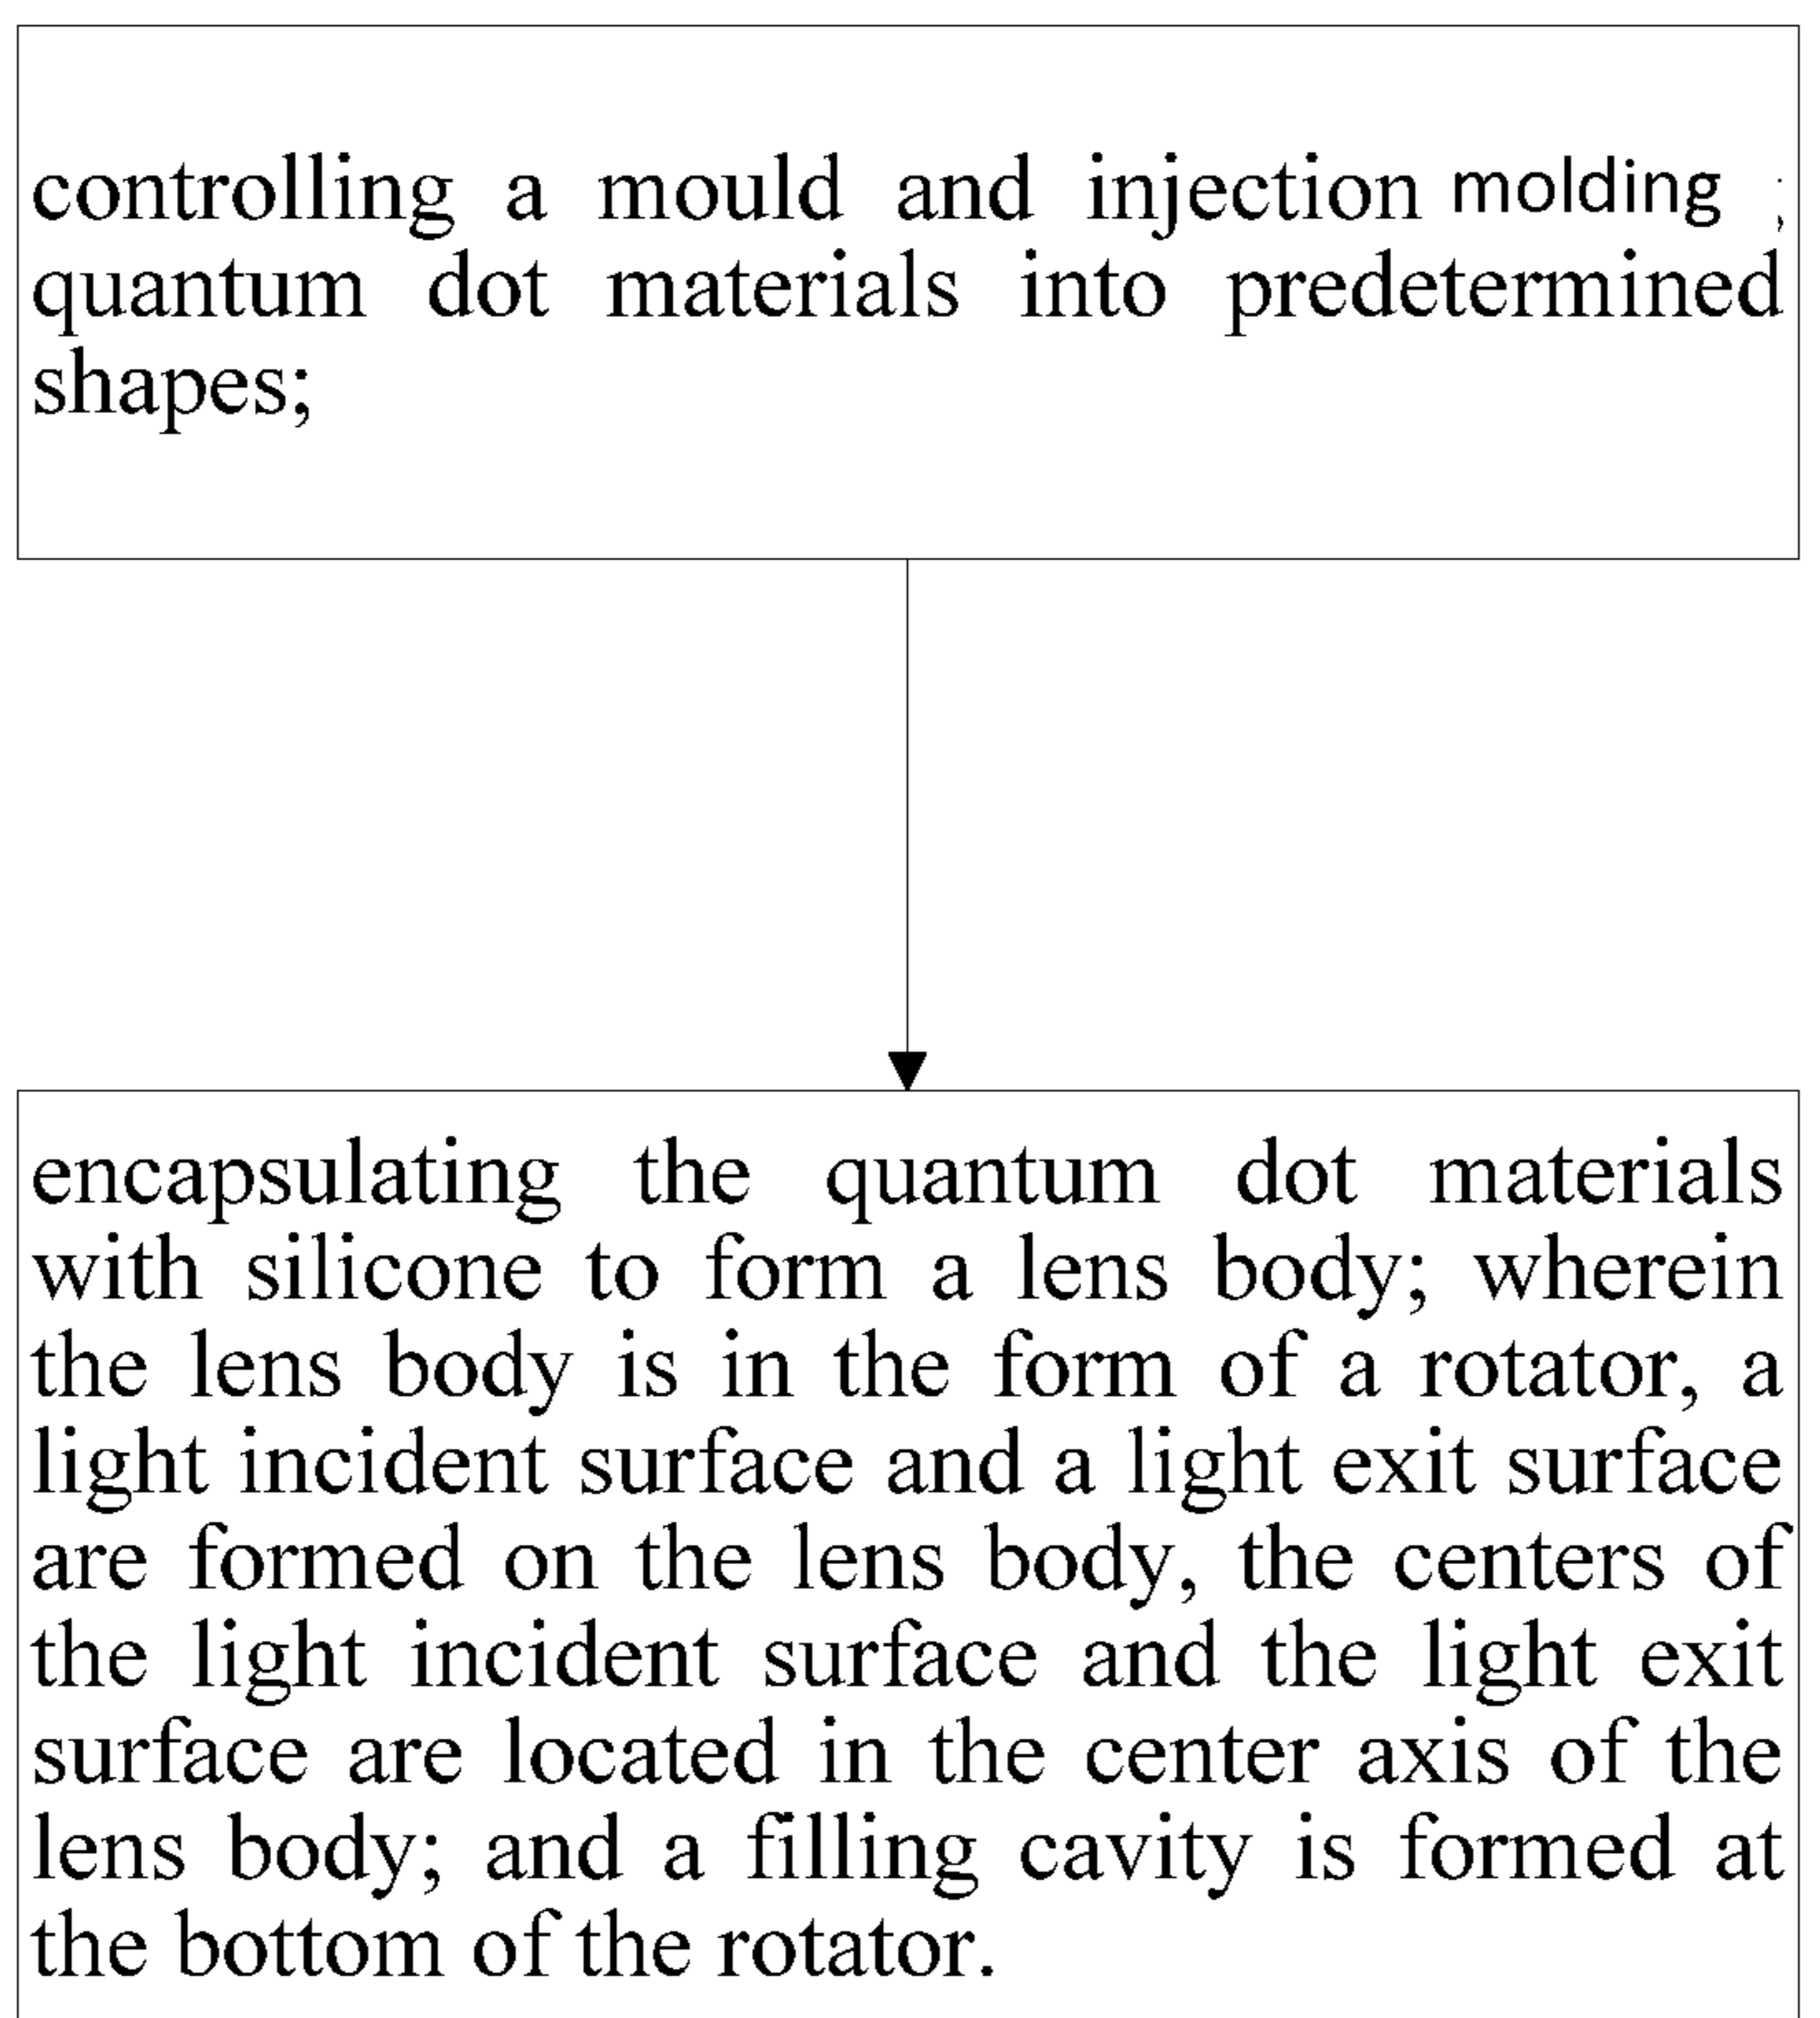 controlling a mould and injection molding ;
quantum dot materials into predetermined
shapes;
encapsulating the quantum dot materials
with silicone to form a lens body; wherein
the lens body is in the form of a rotator, a
light incident surface and a light exit surface
are formed on the lens body, the centers of
the light incident surface and the light exit
surface are located in the center axis of the
lens body; and a filling cavity is formed at
the bottom of the rotator.